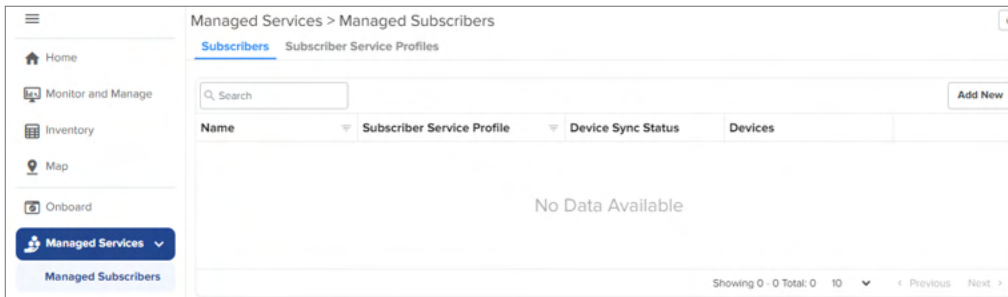 Managed Services > Managed Subscribers
Subscribers Subscriber Service Profiles
Home
Monitor and Manage
Inventory
Map
Onboard
Managed Services
Managed Subscribers
Search
Add New
Name Subscriber Service Profile Device Sync Status Devices
No Data Available
Showing 0 - 0 Total: 0 10 < Previous Next >